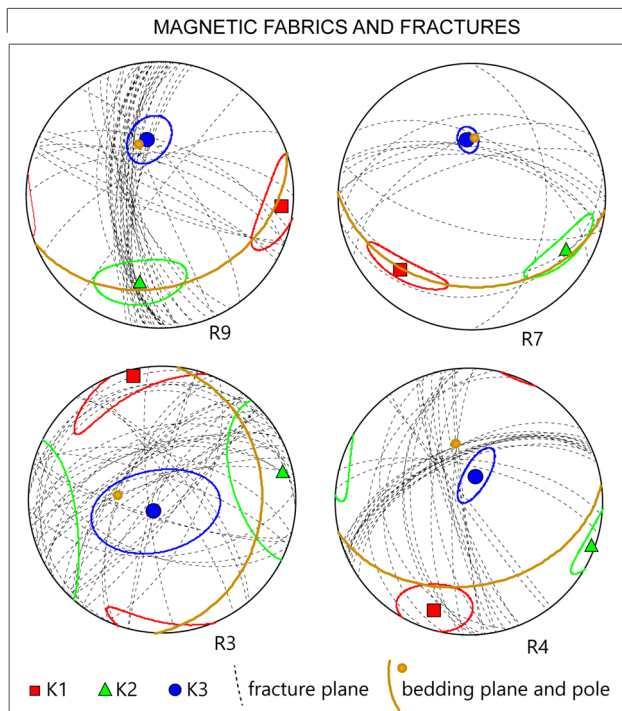 MAGNETIC FABRICS AND FRACTURES
R9
R7
R3
R4
K1 K2 K3 fracture plane bedding plane and pole